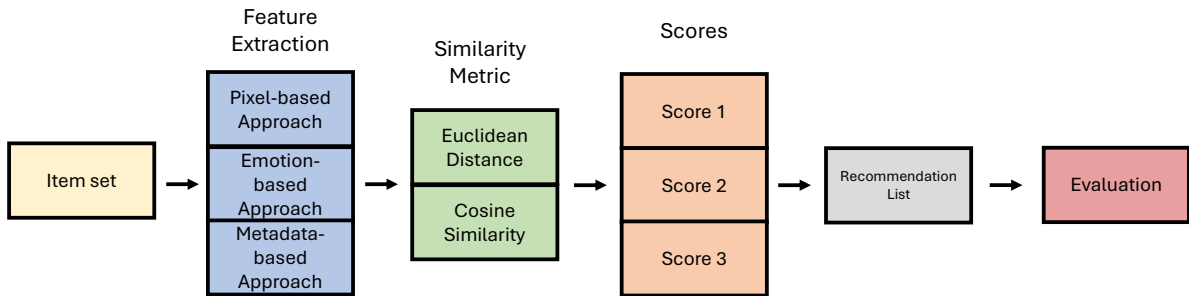 Feature
Extraction
Similarity
Metric
Scores
Item set
Pixel-based
Approach
Emotion-
based
Approach
Metadata-
based
Approach
Euclidean
Distance
Cosine
Similarity
Score 1
Score 2
Score 3
Recommendation
List
Evaluation